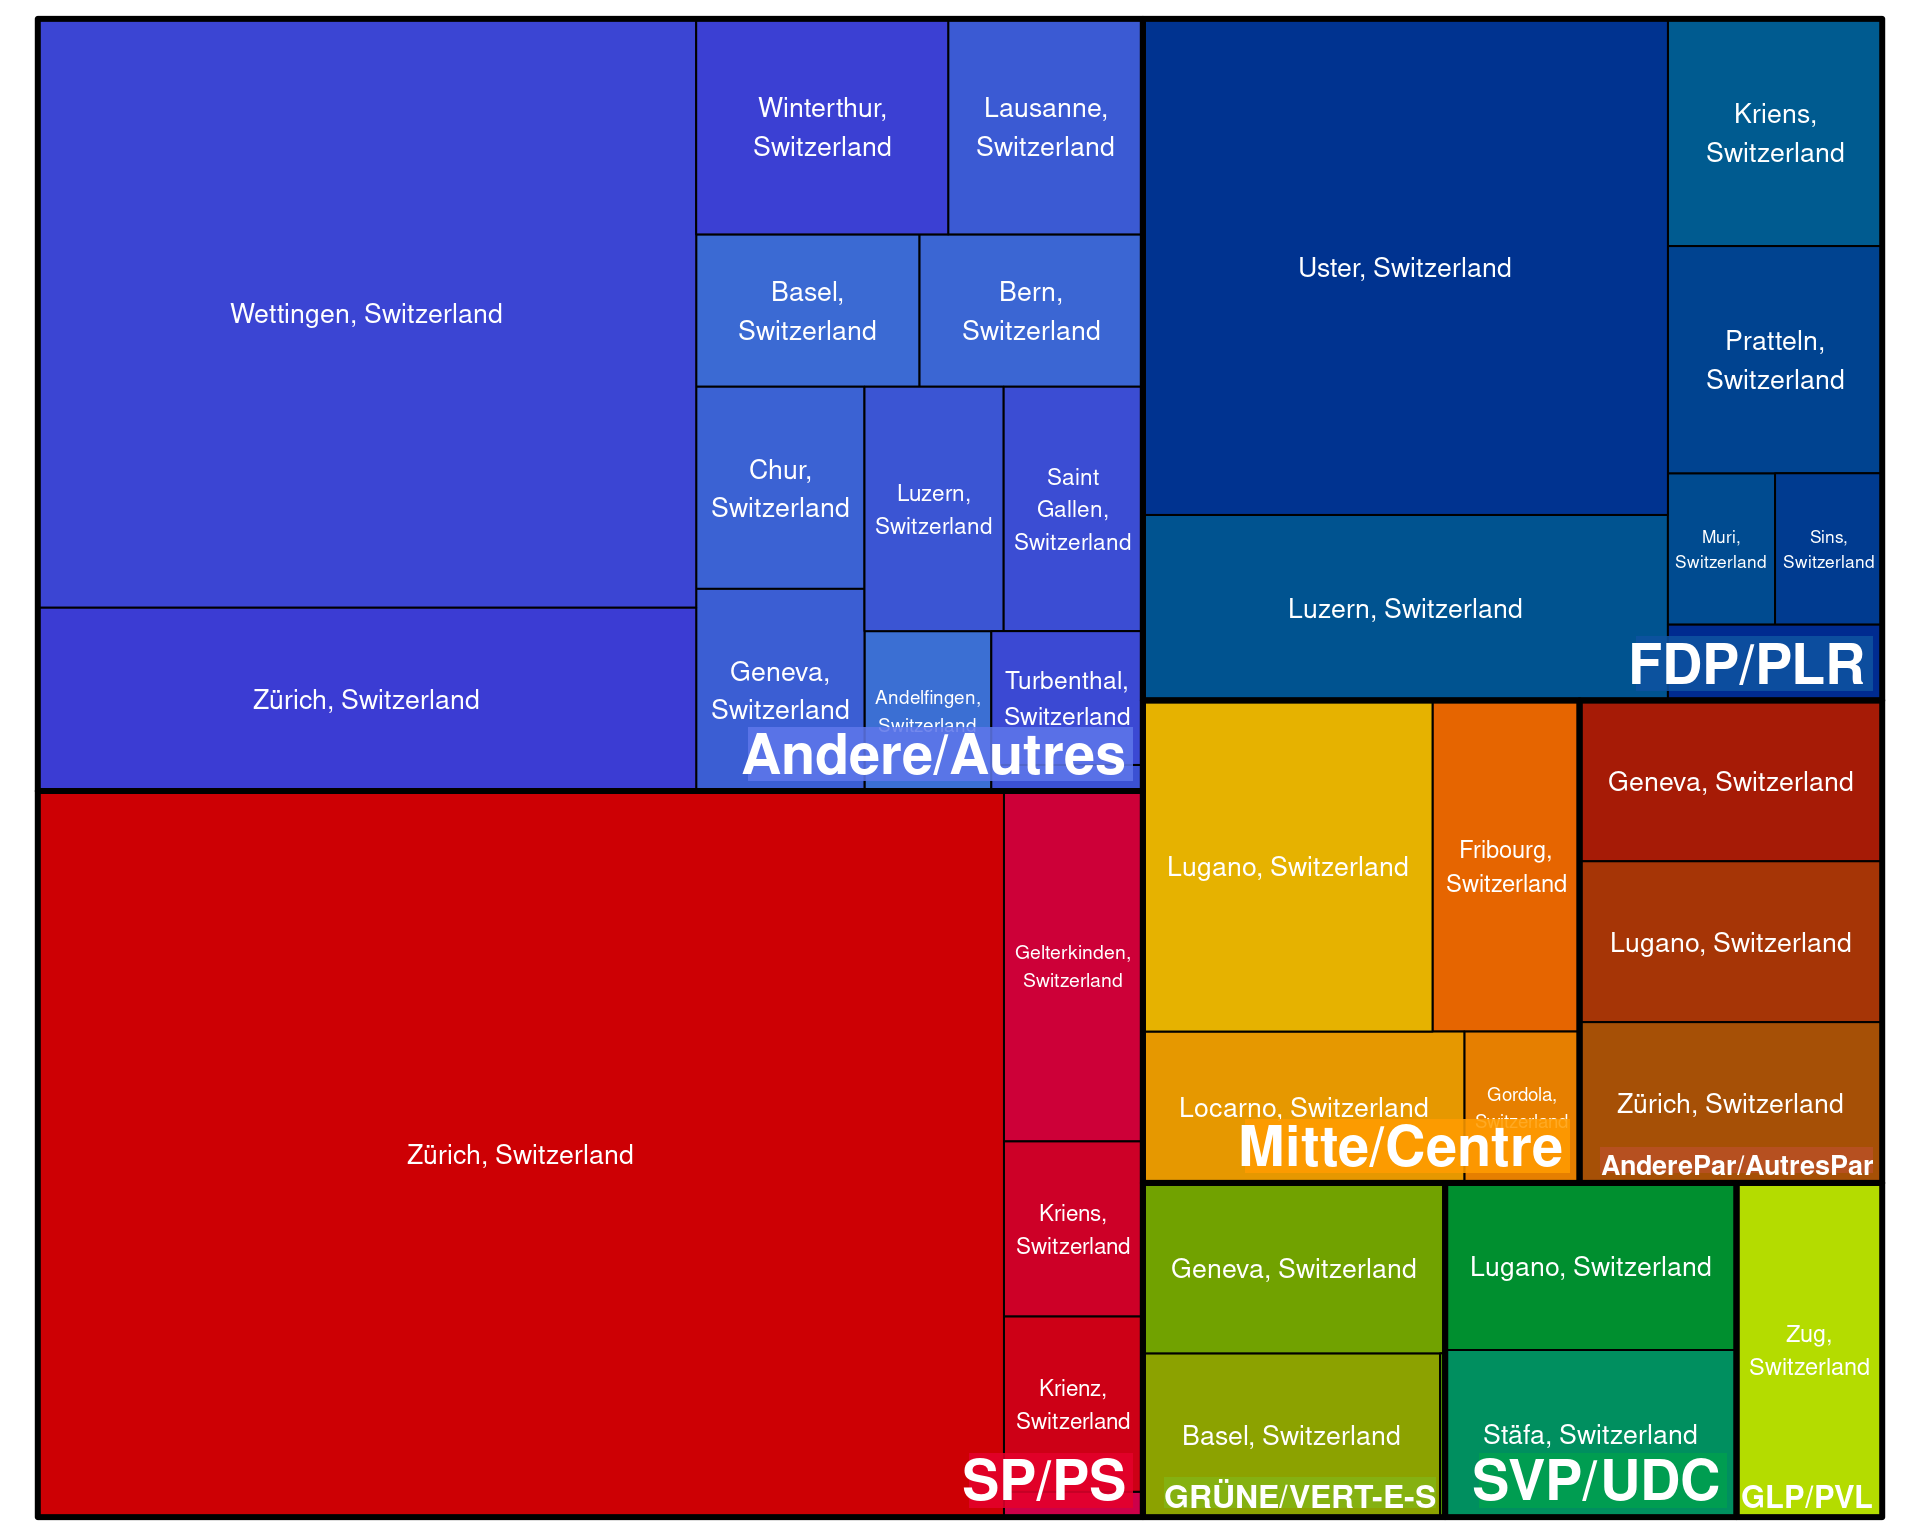 Wettingen, Switzerland
Zürich, Switzerland
Winterthur,
Switzerland
Lausanne,
Switzerland
Basel,
Switzerland
Bern,
Switzerland
Chur,
Switzerland
Luzern,
Switzerland
Saint
Gallen,
Switzerland
Geneva,
Switzerland
Andelfingen,
Switzerland
Turbenthal,
Switzerland
Andere/Autres
Zürich, Switzerland
Gelterkinden,
Switzerland
Kriens,
Switzerland
Krienz,
Switzerland
SP/PS
Uster, Switzerland
Luzern, Switzerland
Kriens,
Switzerland
Pratteln,
Switzerland
Muri,
Switzerland
Sins,
Switzerland
FDP/PLR
Lugano, Switzerland
Fribourg,
Switzerland
Locarno, Switzerland
Gordola,
Switzerland
Mitte/Centre
Geneva, Switzerland
Lugano, Switzerland
Zürich, Switzerland
AnderePar/AutresPar
Geneva, Switzerland
Basel, Switzerland
GRÜNE/VERT-E-S
Lugano, Switzerland
Stäfa, Switzerland
SVP/UDC
Zug,
Switzerland
GLP/PVL